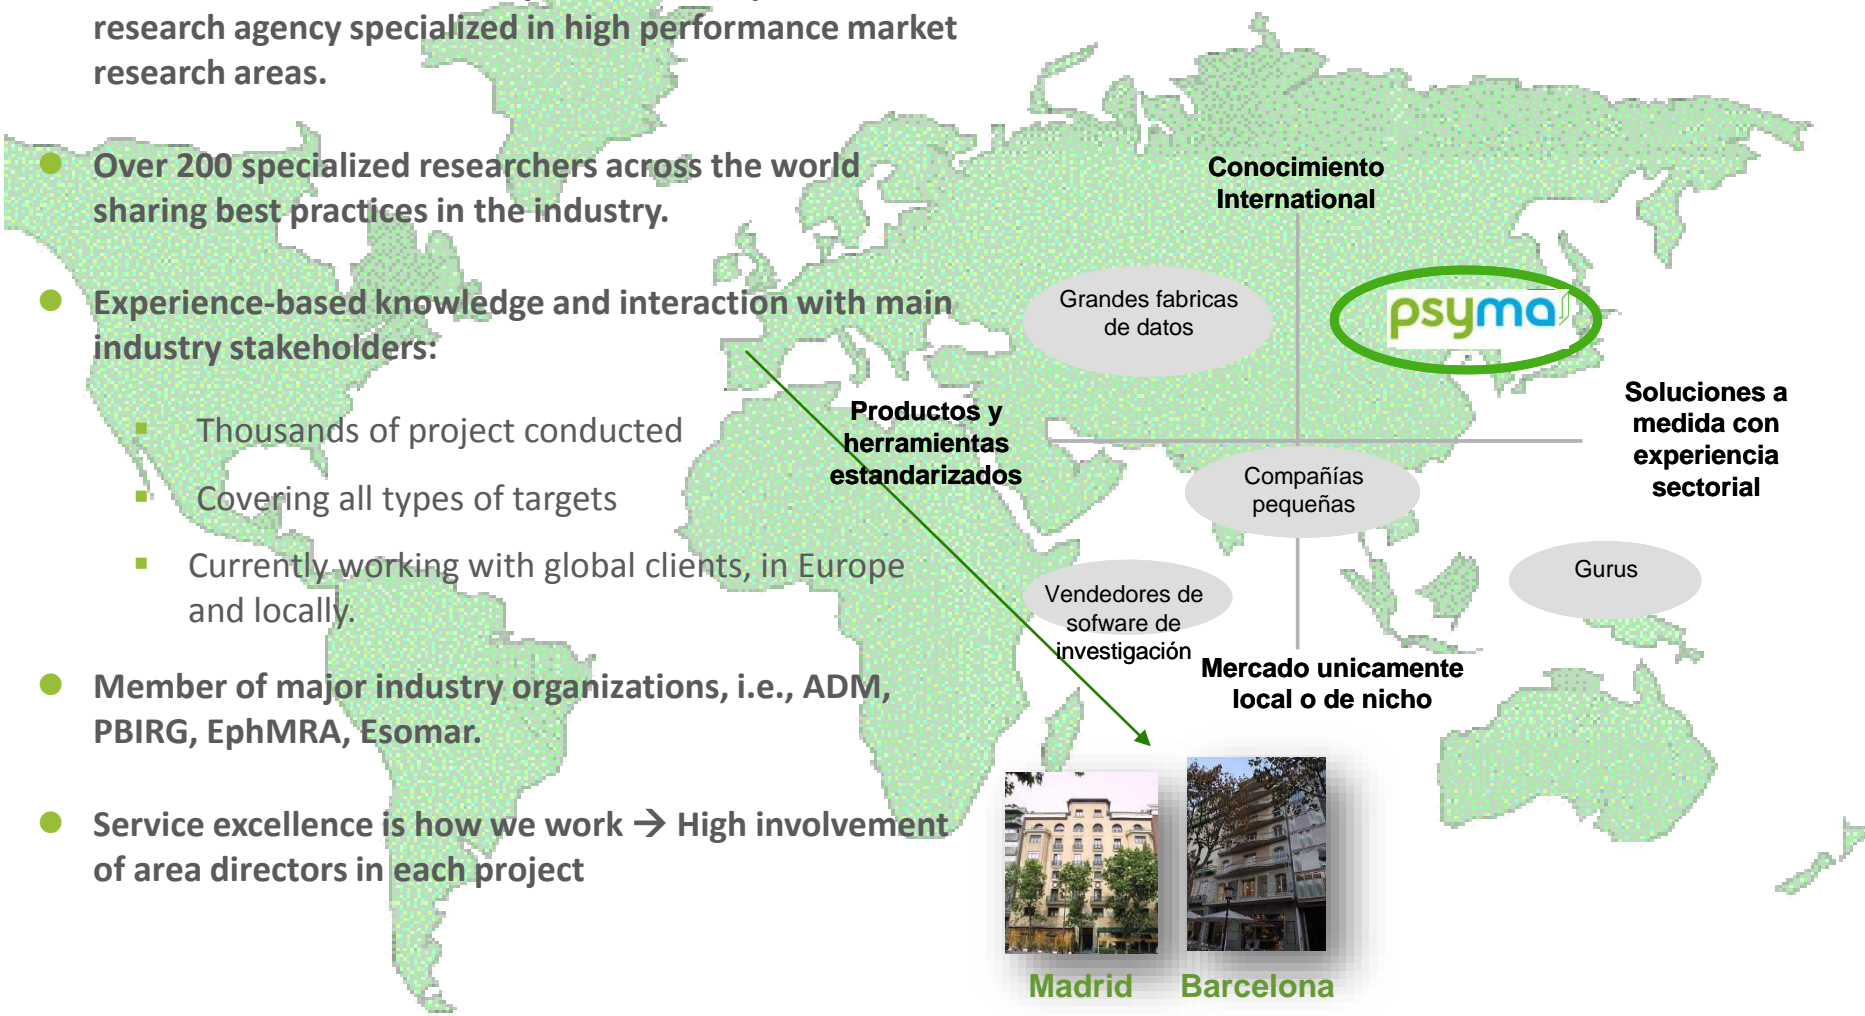 research agency specialized in high performance market
research areas.
Over 200 specialized researchers across the world
sharing best practices in the industry.
Experience-based knowledge and interaction with main
industry stakeholders:
Thousands of project conducted
Covering all types of targets
Currently working with global clients, in Europe
and locally.
Member of major industry organizations, i.e., ADM,
PBIRG, EphMRA, Esomar.
Service excellence is how we work → High involvement
of area directors in each project
Conocimiento
International
Grandes fabricas
de datos
psyma
Productos y
herramientas
estandarizados
Soluciones a
medida con
experiencia
sectorial
Compañías
pequeñas
Vendedores de
sofware de
investigación
Gurus
Mercado unicamente
local o de nicho
Madrid
Barcelona